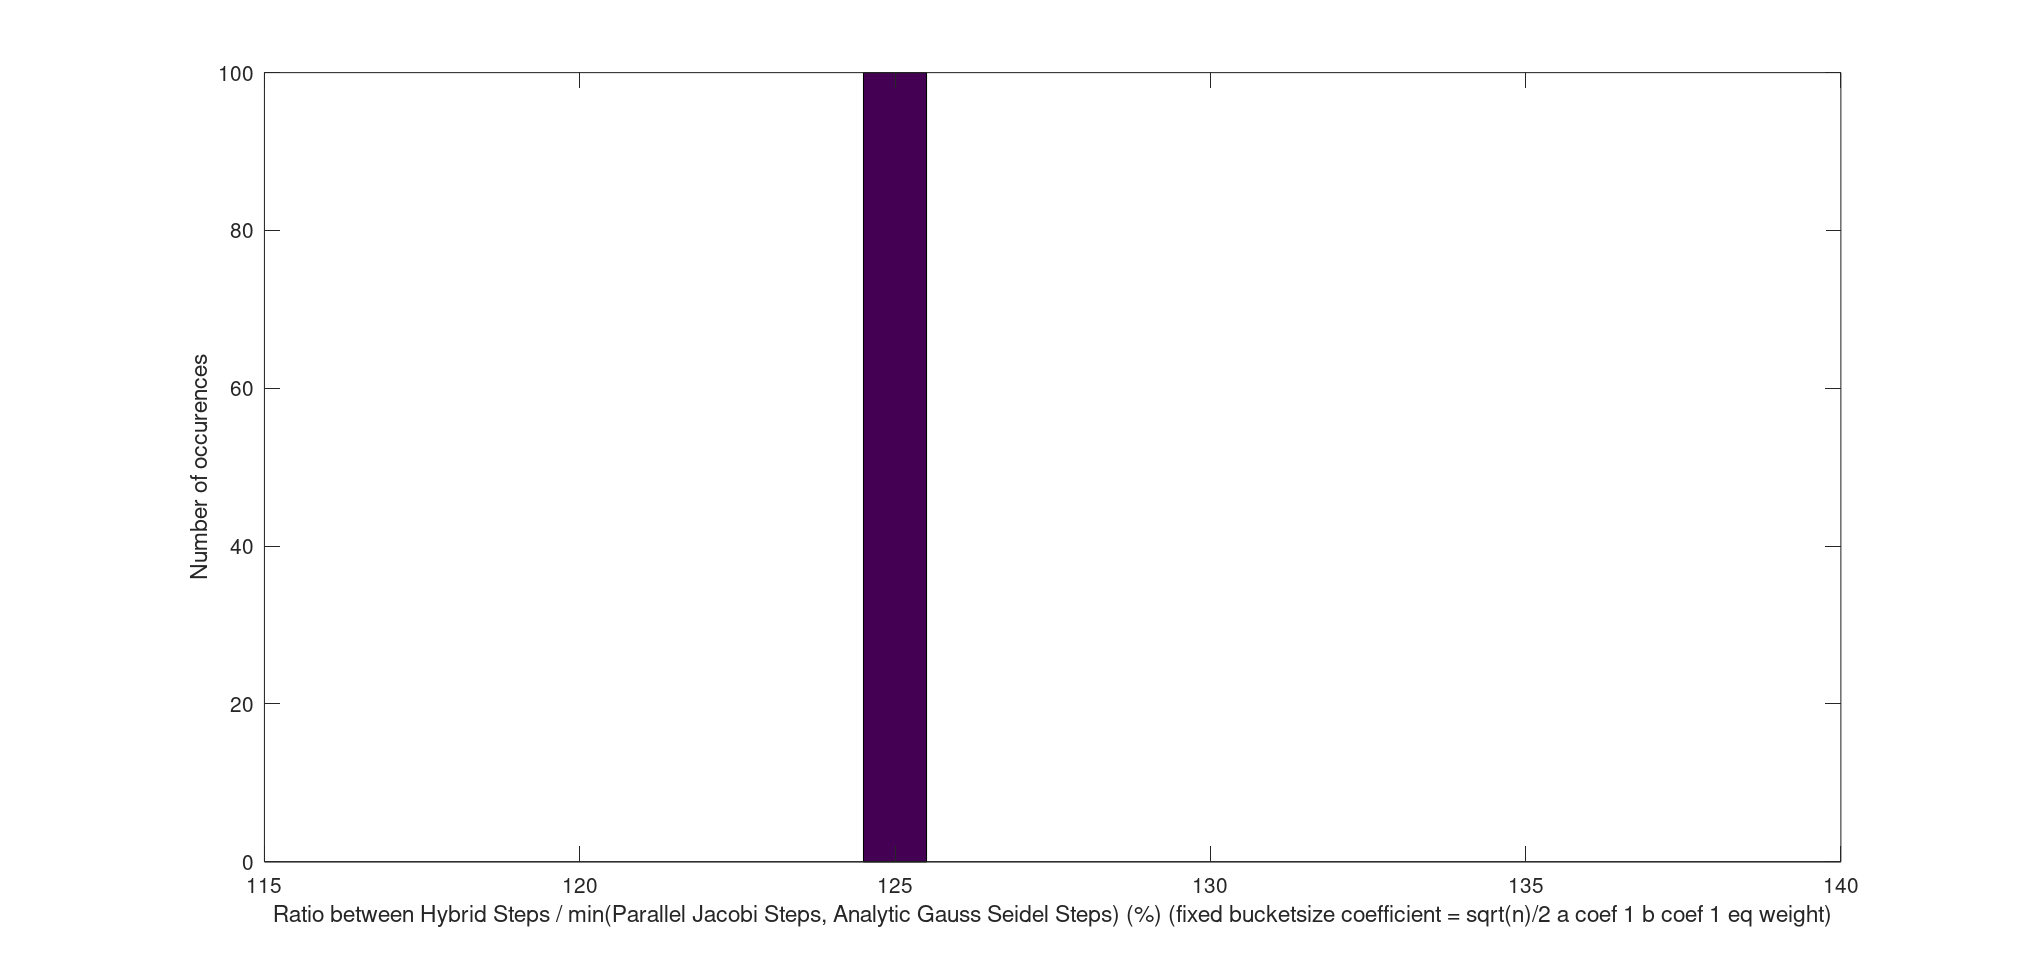 100
80
60
40
20
0
Number of occurences
115 120 125 130 135 140
Ratio between Hybrid Steps / min(Parallel Jacobi Steps, Analytic Gauss Seidel Steps) (%) (fixed bucketsize coefficient = sqrt(n)/2 a coef 1 b coef 1 eq weight)